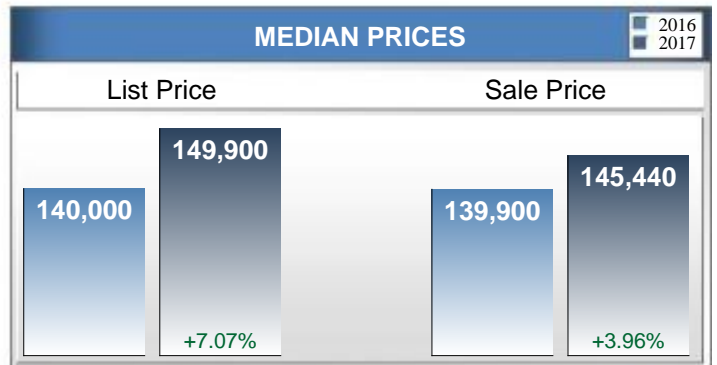 MEDIAN PRICES
2016
2017
List Price
Sale Price
140,000
149,900
+7.07%
139,900
145,440
+3.96%